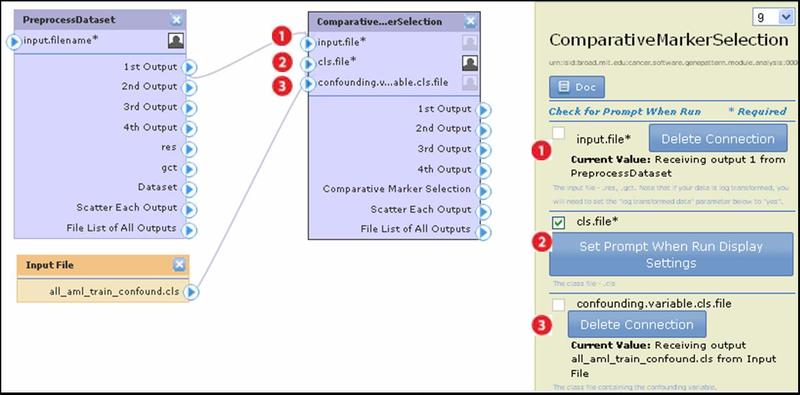 PreprocessDataset
input.filename*
1st Output
2nd Output
3rd Output
4th Output
res
gct
Dataset
Scatter Each Output
File List of All Outputs
Input File
all_aml_train_confound.cls
1
2
3
Comparative...erSelection
input.file*
cls.file*
confounding.v...able.cls.file
1st Output
2nd Output
3rd Output
4th Output
Comparative Marker Selection
Scatter Each Output
File List of All Outputs
9
ComparativeMarkerSelection
urn:lsid:broad.mit.edu:cancer.software.genepattern.module.analysis:000
Doc
Check for Prompt When Run * Required
1
input.file* Delete Connection
Current Value: Receiving output 1 from
PreprocessDataset
The input file - .res, .gct. Note that if your data is log transformed, you
will need to set the "log transformed data" parameter below to "yes".
cls.file*
2
Set Prompt When Run Display
Settings
The class file - .cls
confounding.variable.cls.file
3
Delete Connection
Current Value: Receiving output
all_aml_train_confound.cls from Input
File
The class file containing the confounding variable.